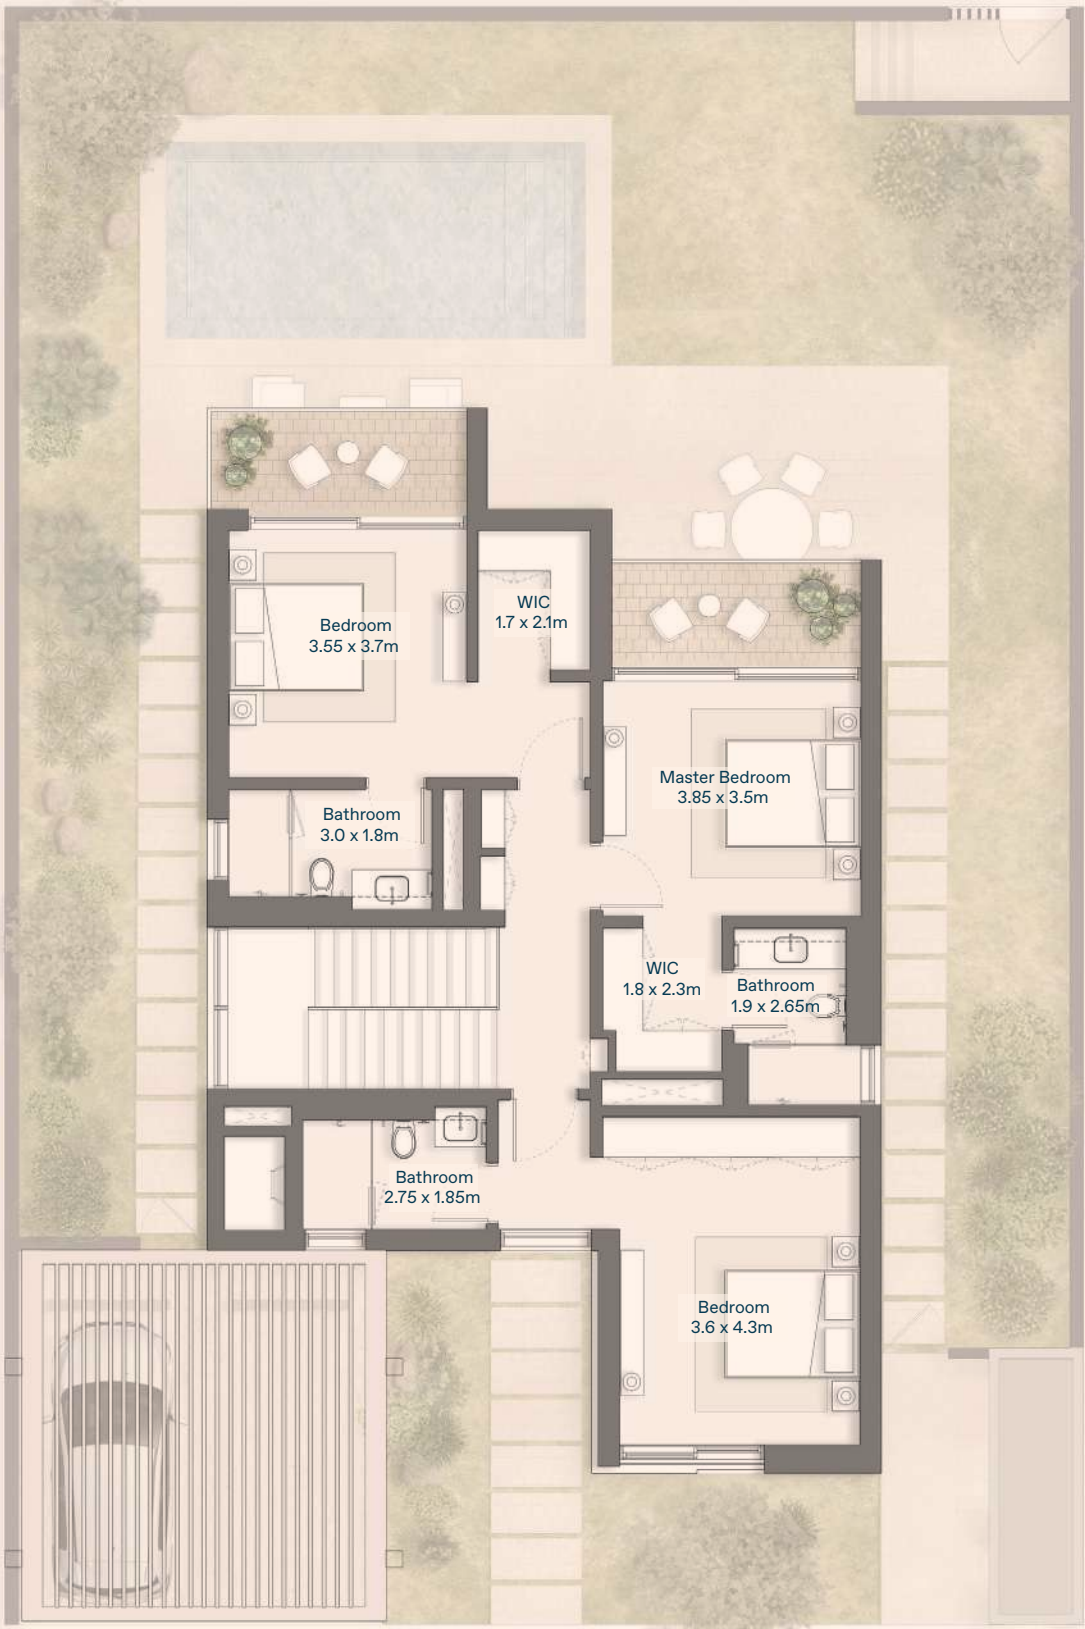 WIC
1.7 x 2.1m
Bedroom
3.55 x 3.7m
Master Bedroom
3.85 x 3.5m
Bathroom
3.0 x 1.8m
WIC
1.8 x 2.3m
Bathroom
1.9 x 2.65m
Bathroom
2.75 x 1.85m
Bedroom
3.6 x 4.3m